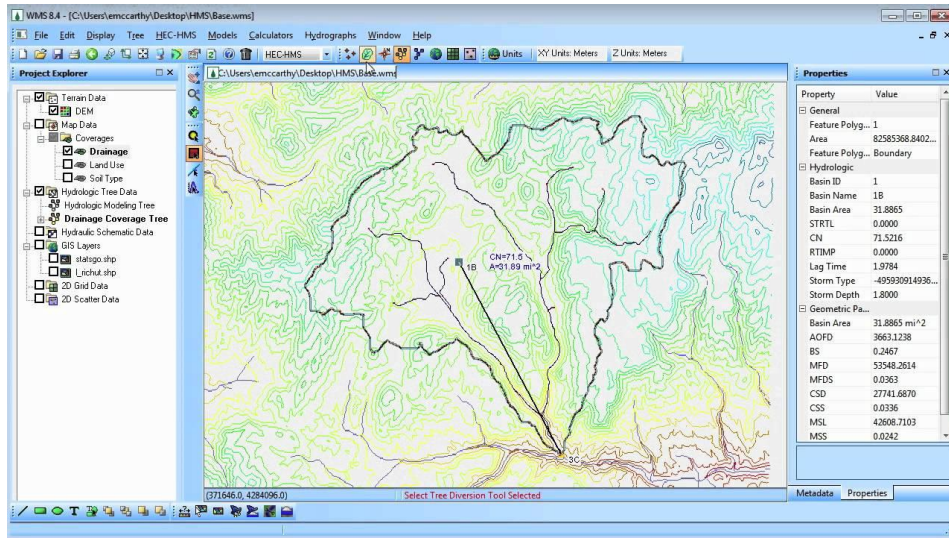 WMS 8.4 - [C:\Users\emccarthy\Desktop\HMS\Base.wms]
File Edit Display Tree HEC-HMS Models Calculators Hydrographs Window Help
HEC-HMS Units XY Units: Meters Z Units: Meters
Project Explorer
C:\Users\emccarthy\Desktop\HMS\Base.wms
Properties
Terrain Data
DEM
Map Data
Coverages
Drainage
Land Use
Soil Type
Hydrologic Tree Data
Hydrologic Modeling Tree
Drainage Coverage Tree
Hydraulic Schematic Data
GIS Layers
statsgo.shp
l_richut.shp
2D Grid Data
2D Scatter Data
CN=71.5
1B A=31.89 mi^2
3C
Property Value
General
Feature Polyg... 1
Area 82585368.8402...
Feature Polyg... Boundary
Hydrologic
Basin ID 1
Basin Name 1B
Basin Area 31.8865
STRTL 0.0000
CN 71.5216
RTIMP 0.0000
Lag Time 1.9784
Storm Type -495930914936...
Storm Depth 1.8000
Geometric Pa...
Basin Area 31.8865 mi^2
AOFD 3663.1238
BS 0.2467
MFD 53548.2614
MFDS 0.0363
CSD 27741.6870
CSS 0.0336
MSL 42608.7103
MSS 0.0242
(371646.0, 4284096.0) Select Tree Diversion Tool Selected
Metadata Properties